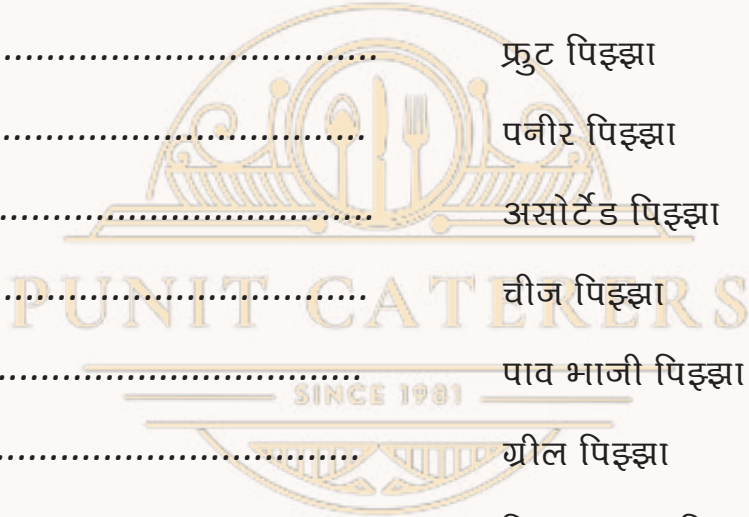 .................................. फ्रुट पिझ्झा
................................. पनीर पिझ्झा
.................................. असोर्टेड पिझ्झा
PUNIT CATERERS
................................. चीज पिझ्झा
................................. पाव भाजी पिझ्झा
SINCE 1981
................................. ग्रील पिझ्झा